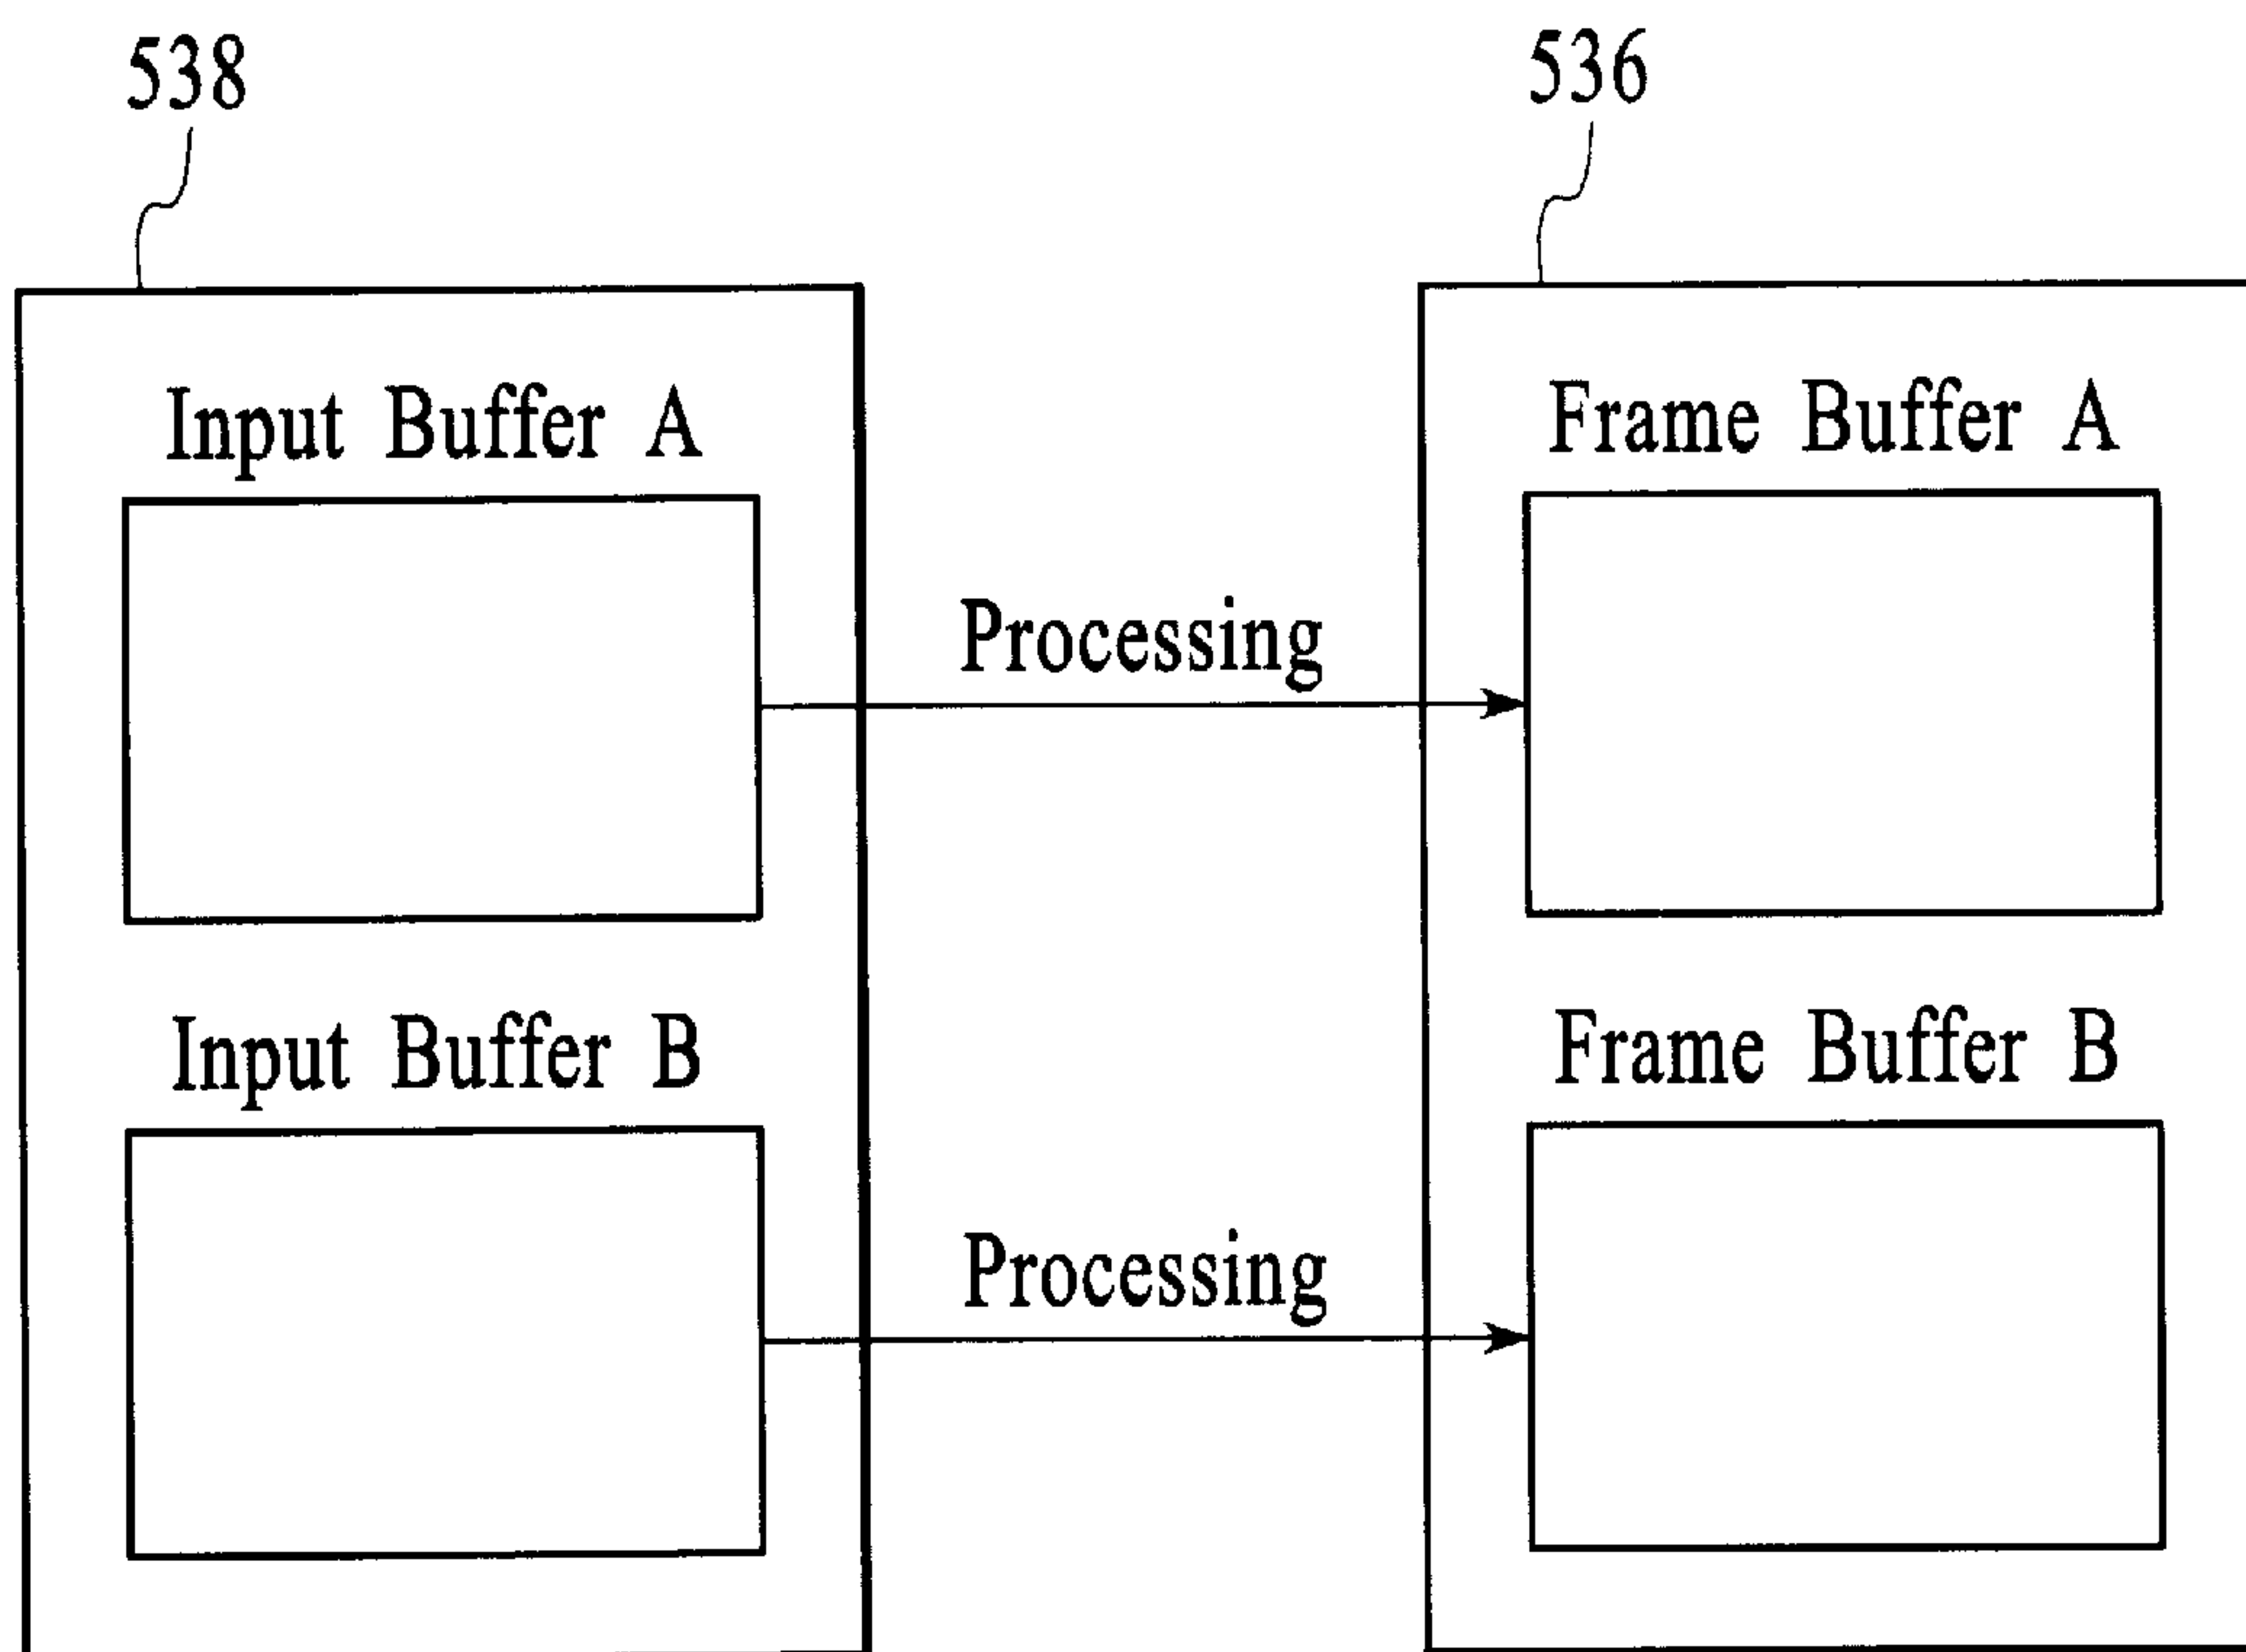 538
536
Input Buffer A
Frame Buffer A
Processing
Input Buffer B
Frame Buffer B
Processing